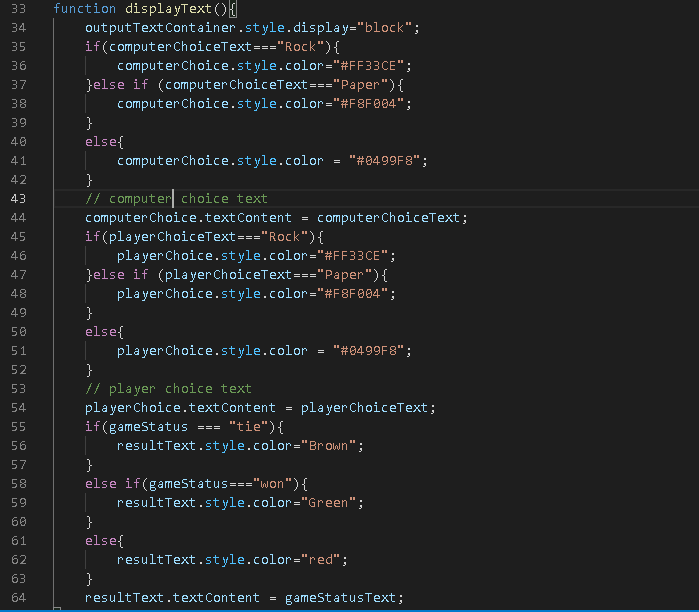 33 function displayText(){
34 outputTextContainer.style.display="block";
35 if(computerChoiceText==="Rock"){
36 computerChoice.style.color="#FF33CE";
37 }else if (computerChoiceText==="Paper"){
38 computerChoice.style.color="#F8F004";
39 }
40 else{
41 computerChoice.style.color = "#0499F8";
42 }
43 // computer choice text
44 computerChoice.textContent = computerChoiceText;
45 if(playerChoiceText==="Rock"){
46 playerChoice.style.color="#FF33CE";
47 }else if (playerChoiceText==="Paper"){
48 playerChoice.style.color="#F8F004";
49 }
50 else{
51 playerChoice.style.color = "#0499F8";
52 }
53 // player choice text
54 playerChoice.textContent = playerChoiceText;
55 if(gameStatus === "tie"){
56 resultText.style.color="Brown";
57 }
58 else if(gameStatus==="won"){
59 resultText.style.color="Green";
60 }
61 else{
62 resultText.style.color="red";
63 }
64 resultText.textContent = gameStatusText;